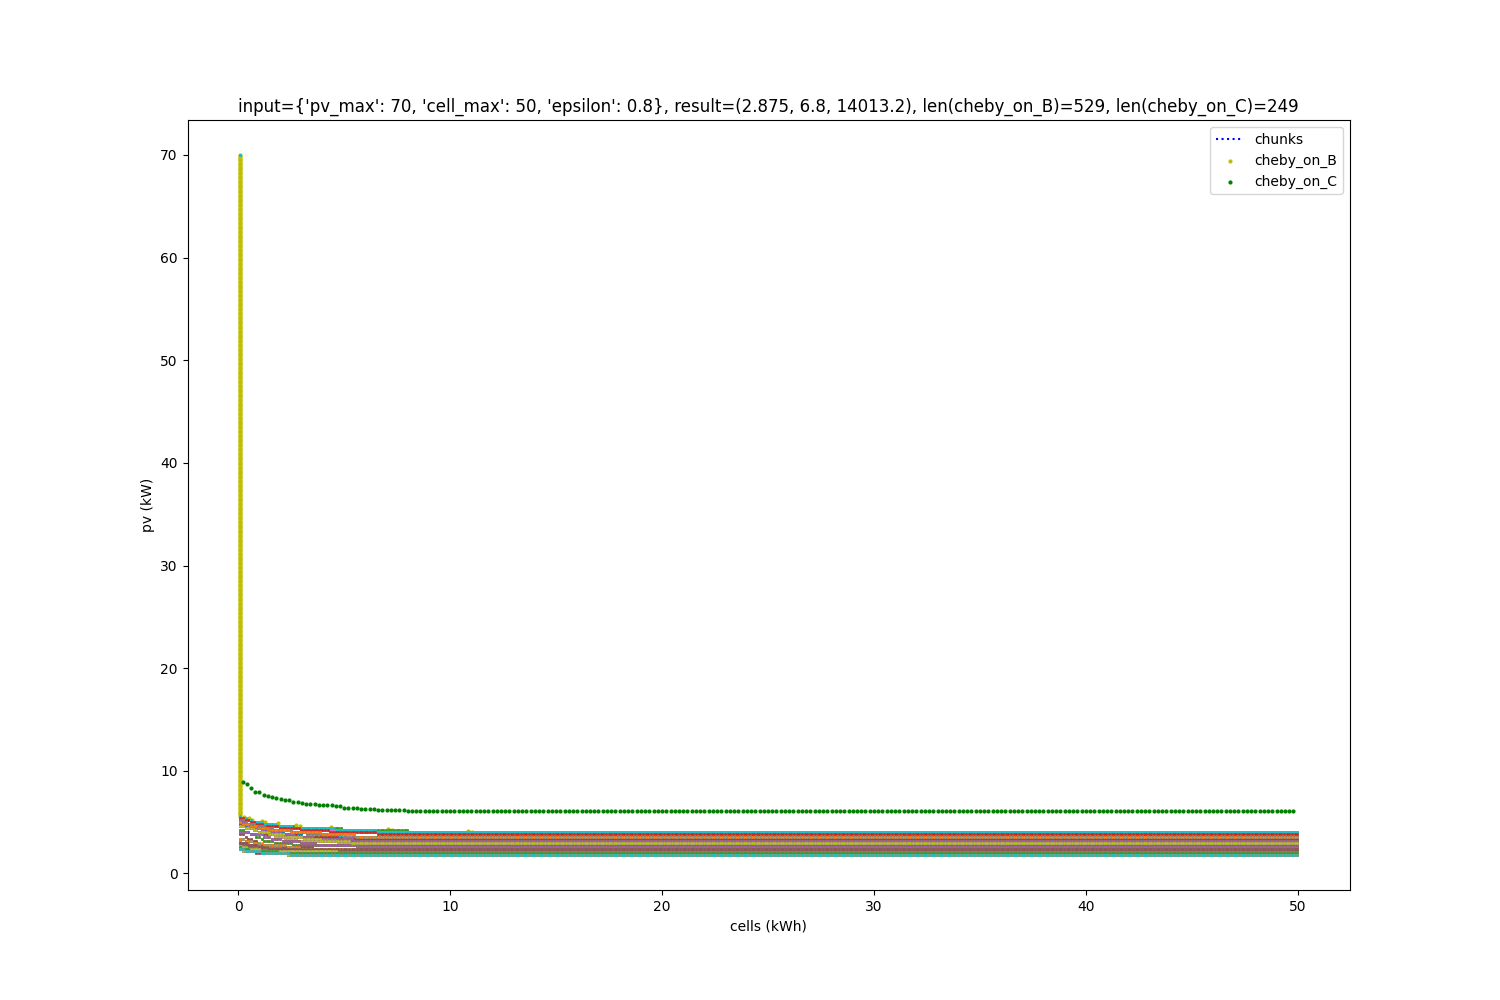 input={'pv_max': 70, 'cell_max': 50, 'epsilon': 0.8}, result=(2.875, 6.8, 14013.2), len(cheby_on_B)=529, len(cheby_on_C)=249
chunks
cheby_on_B
cheby_on_C
70
60
50
40
30
20
10
0
pv (kW)
0 10 20 30 40 50
cells (kWh)